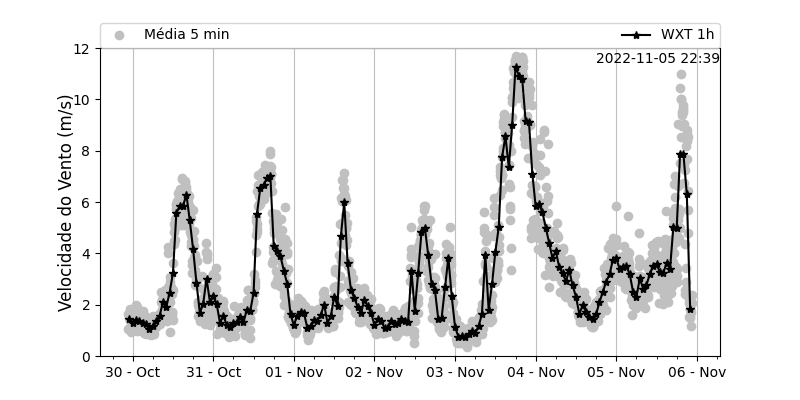 Média 5 min
WXT 1h
2022-11-05 22:39
Velocidade do Vento (m/s)
12
10
8
6
4
2
0
30 - Oct
31 - Oct
01 - Nov
02 - Nov
03 - Nov
04 - Nov
05 - Nov
06 - Nov